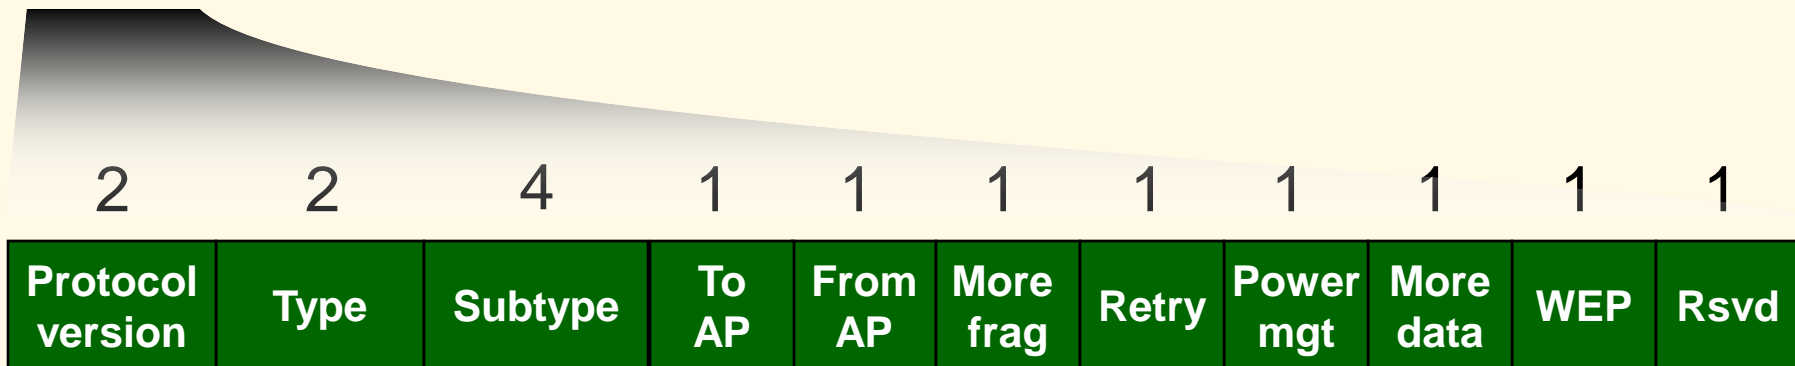 2 2 4 1 1 1 1 1 1 1 1
Protocol version Type Subtype To AP From AP More frag Retry Power mgt More data WEP Rsvd